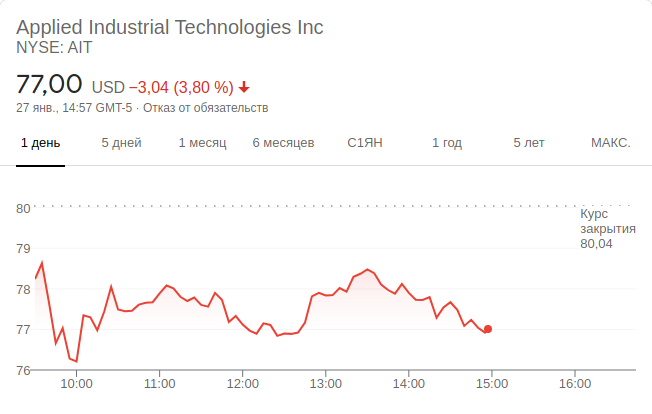 Applied Industrial Technologies Inc
NYSE: AIT
77,00 USD −3,04 (3,80 %)
27 янв., 14:57 GMT-5 · Отказ от обязательств
1 день 5 дней 1 месяц 6 месяцев С1ЯН 1 год 5 лет МАКС.
80
Курс
закрытия
80,04
79
78
77
76
10:00 11:00 12:00 13:00 14:00 15:00 16:00